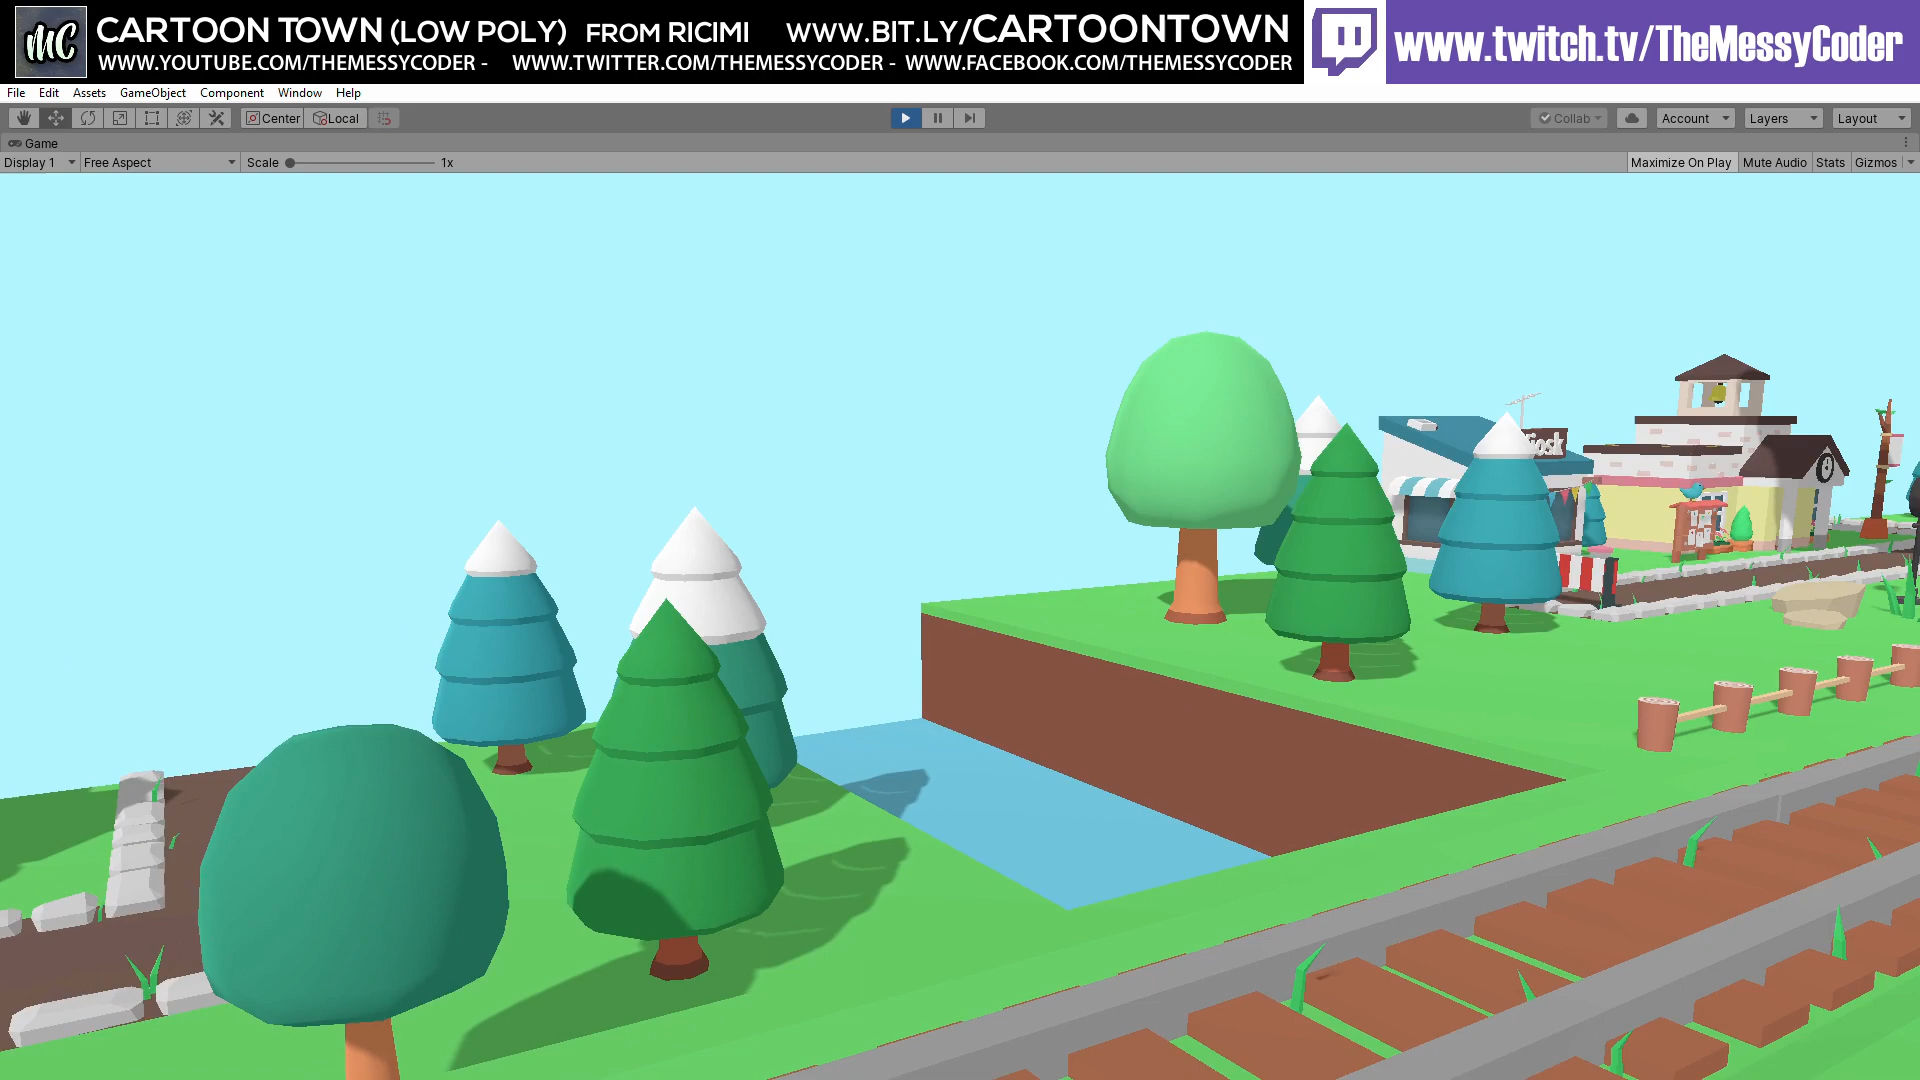 MC
CARTOON TOWN (LOW POLY) FROM RICIMI WWW.BIT.LY/CARTOONTOWN
WWW.YOUTUBE.COM/THEMESSYCODER - WWW.TWITTER.COM/THEMESSYCODER - WWW.FACEBOOK.COM/THEMESSYCODER
www.twitch.tv/TheMessyCoder
File Edit Assets GameObject Component Window Help
Center Local Collab Account Layers Layout
Game
Display 1 Free Aspect Scale 1x Maximize On Play Mute Audio Stats Gizmos